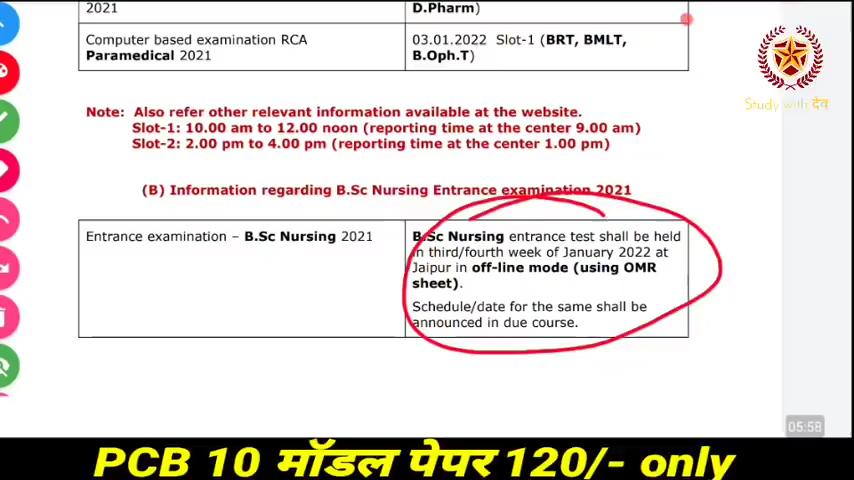 2021
D.Pharm)
Computer based examination RCA
Paramedical 2021
03.01.2022 Slot-1 (BRT, BMLT,
B.Oph.T)
Study with देव
Note: Also refer other relevant information available at the website.
Slot-1: 10.00 am to 12.00 noon (reporting time at the center 9.00 am)
Slot-2: 2.00 pm to 4.00 pm (reporting time at the center 1.00 pm)
(B) Information regarding B.Sc Nursing Entrance examination 2021
Entrance examination – B.Sc Nursing 2021
B.Sc Nursing entrance test shall be held
in third/fourth week of January 2022 at
Jaipur in off-line mode (using OMR
sheet).
Schedule/date for the same shall be
announced in due course.
05:58
PCB 10 मॉडल पेपर 120/- only